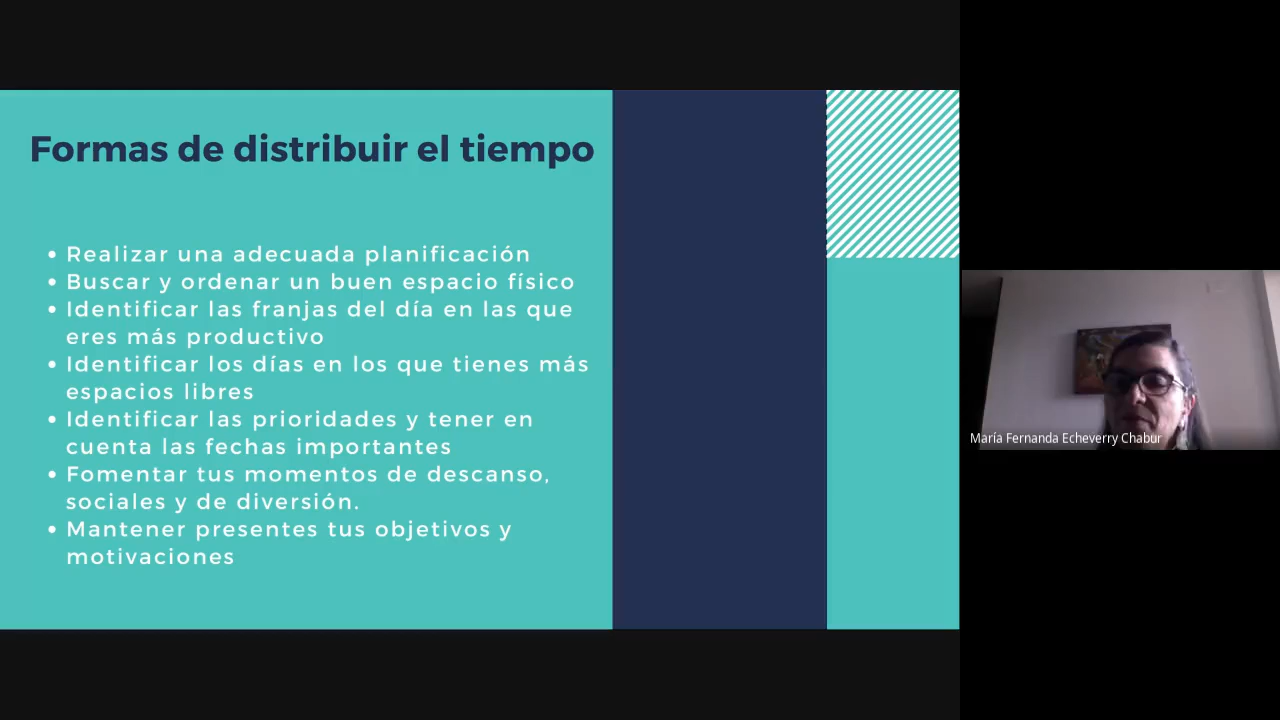 Formas de distribuir el tiempo
• Realizar una adecuada planificación
• Buscar y ordenar un buen espacio físico
• Identificar las franjas del día en las que
eres más productivo
• Identificar los días en los que tienes más
espacios libres
• Identificar las prioridades y tener en
cuenta las fechas importantes
• Fomentar tus momentos de descanso,
sociales y de diversión.
• Mantener presentes tus objetivos y
motivaciones
María Fernanda Echeverry Chabur